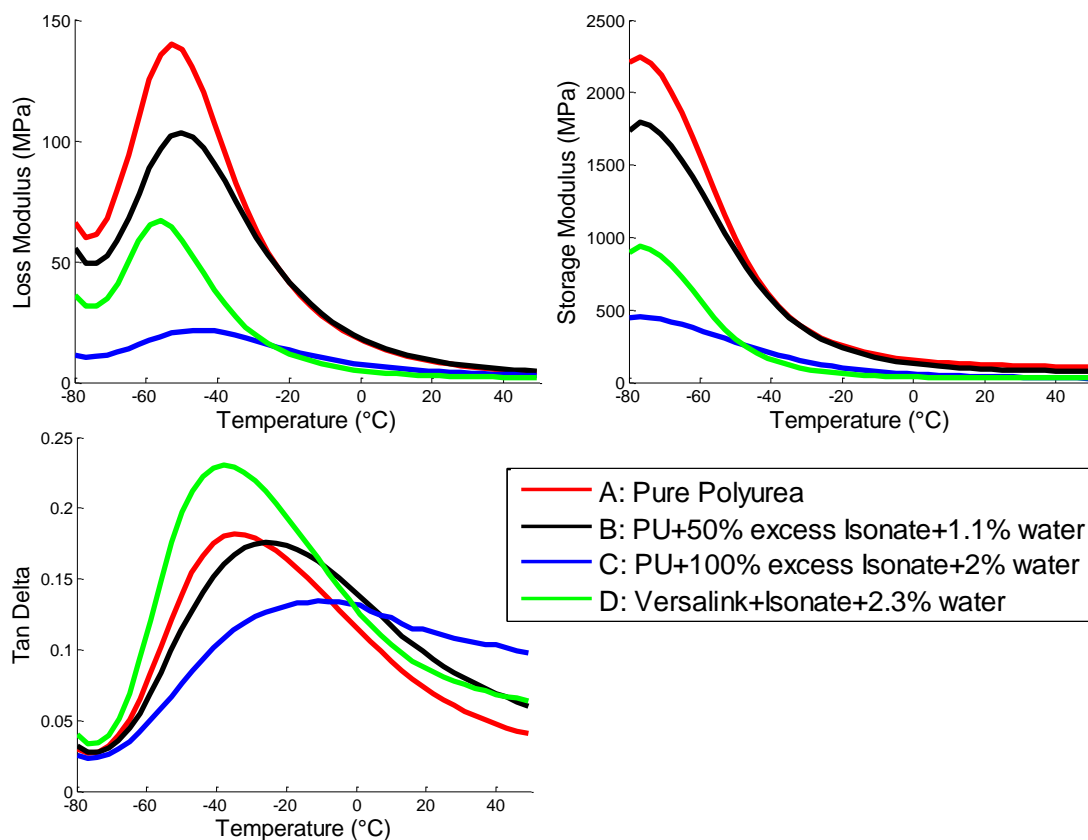 150
100
50
0
Loss Modulus (MPa)
-80 -60 -40 -20 0 20 40
Temperature (°C)
2500
2000
1500
1000
500
0
Storage Modulus (MPa)
-80 -60 -40 -20 0 20 40
Temperature (°C)
0.25
0.2
0.15
0.1
0.05
0
Tan Delta
-80 -60 -40 -20 0 20 40
Temperature (°C)
A: Pure Polyurea
B: PU+50% excess Isonate+1.1% water
C: PU+100% excess Isonate+2% water
D: Versalink+Isonate+2.3% water